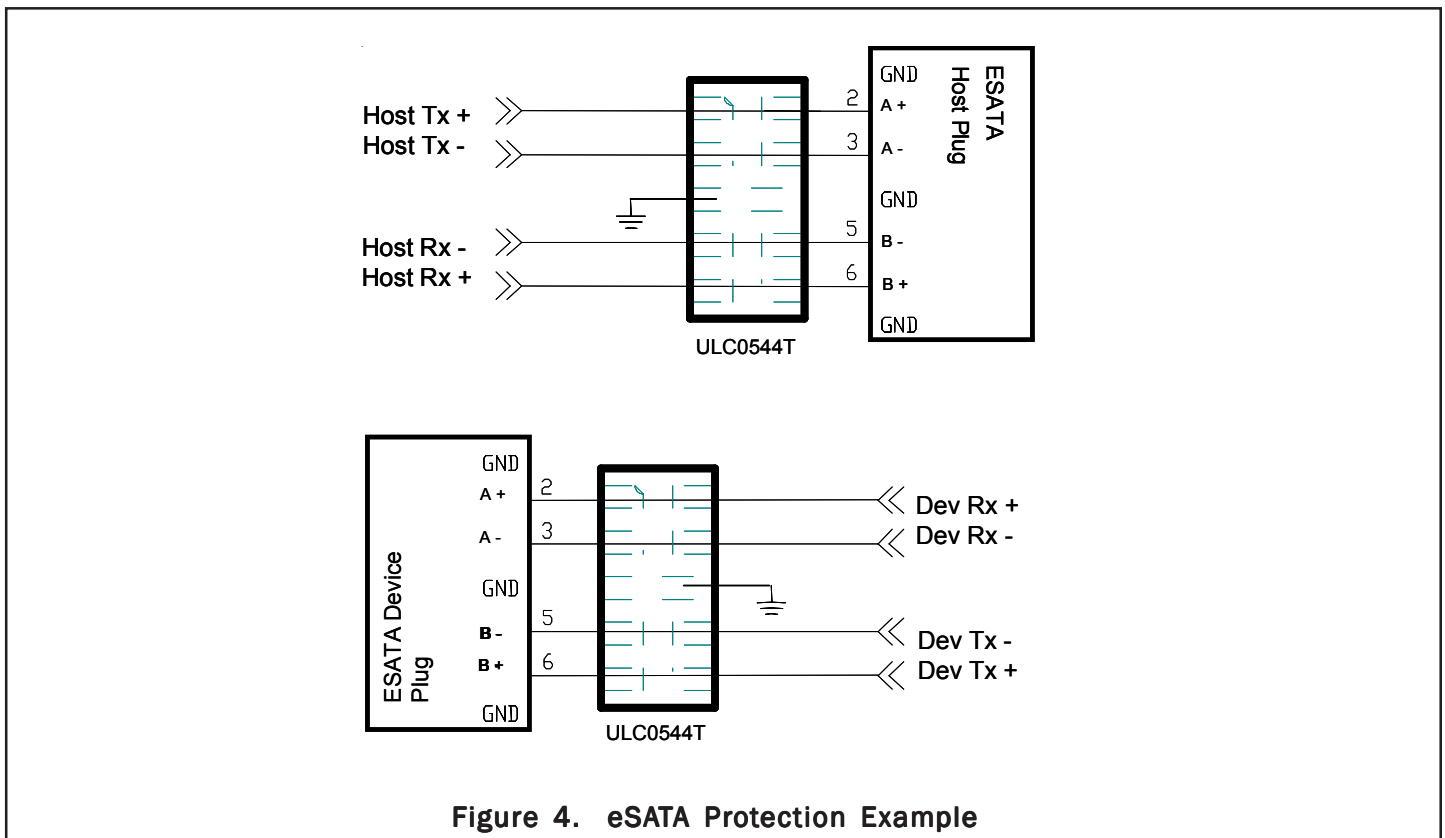 Host Tx +
Host Tx -
Host Rx -
Host Rx +
2
3
5
6
GND
A +
A -
GND
B -
B +
GND
ESATA
Host Plug
ULC0544T
ESATA Device
Plug
GND
A +
A -
GND
B -
B +
GND
2
3
5
6
Dev Rx +
Dev Rx -
Dev Tx -
Dev Tx +
ULC0544T
Figure 4. eSATA Protection Example